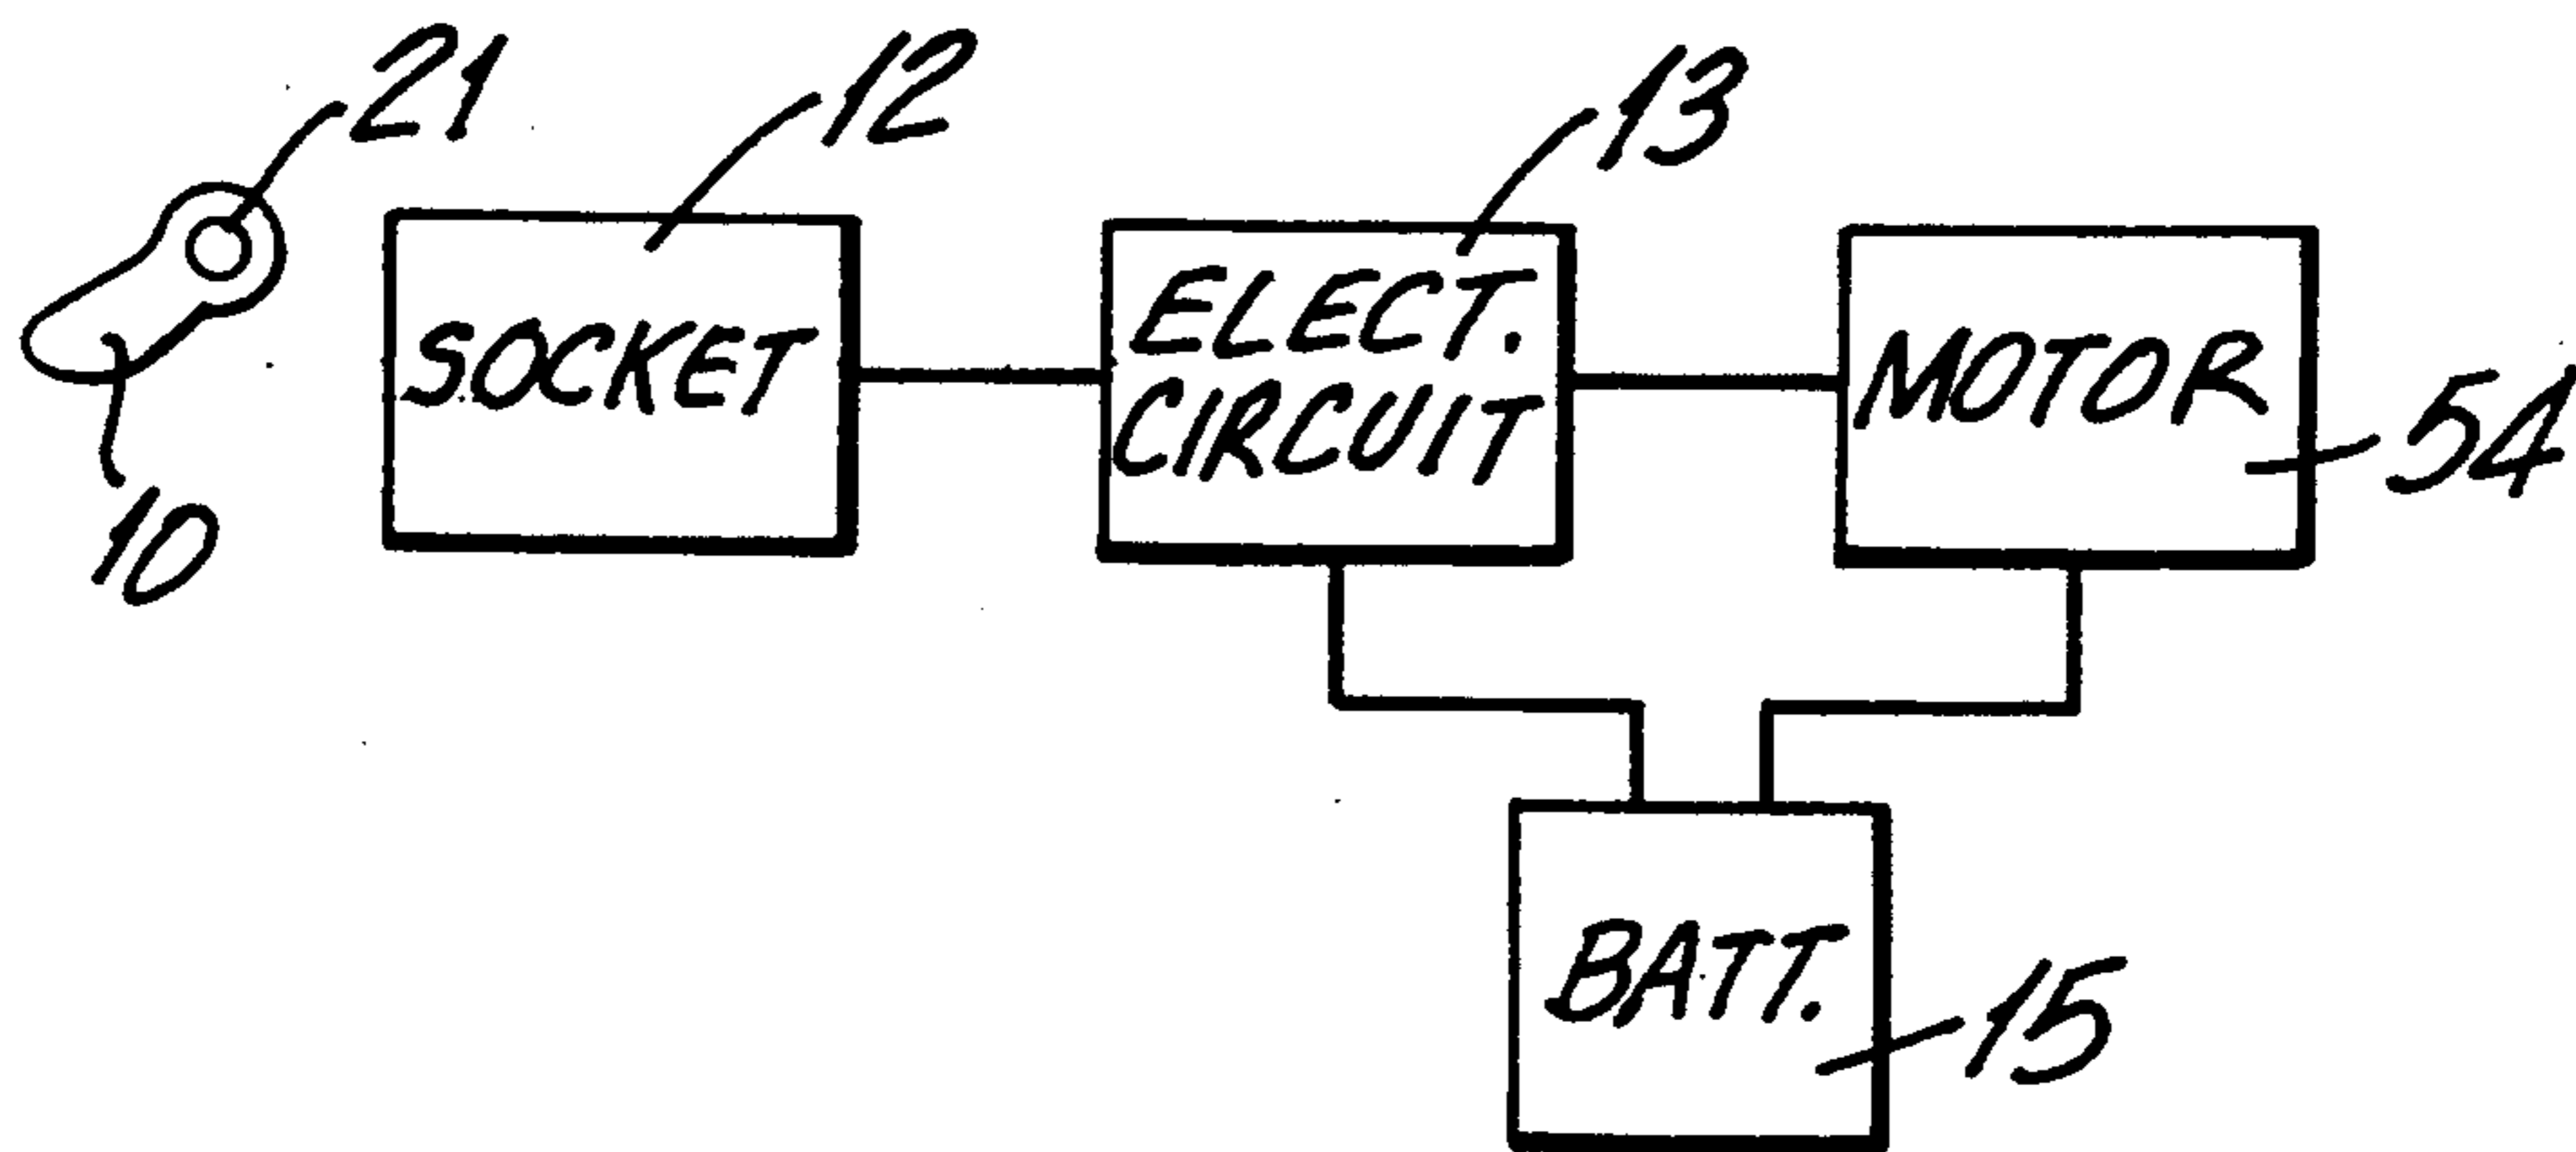 21
12
13
SOCKET
ELECT.
CIRCUIT
MOTOR
54
10
BATT.
15